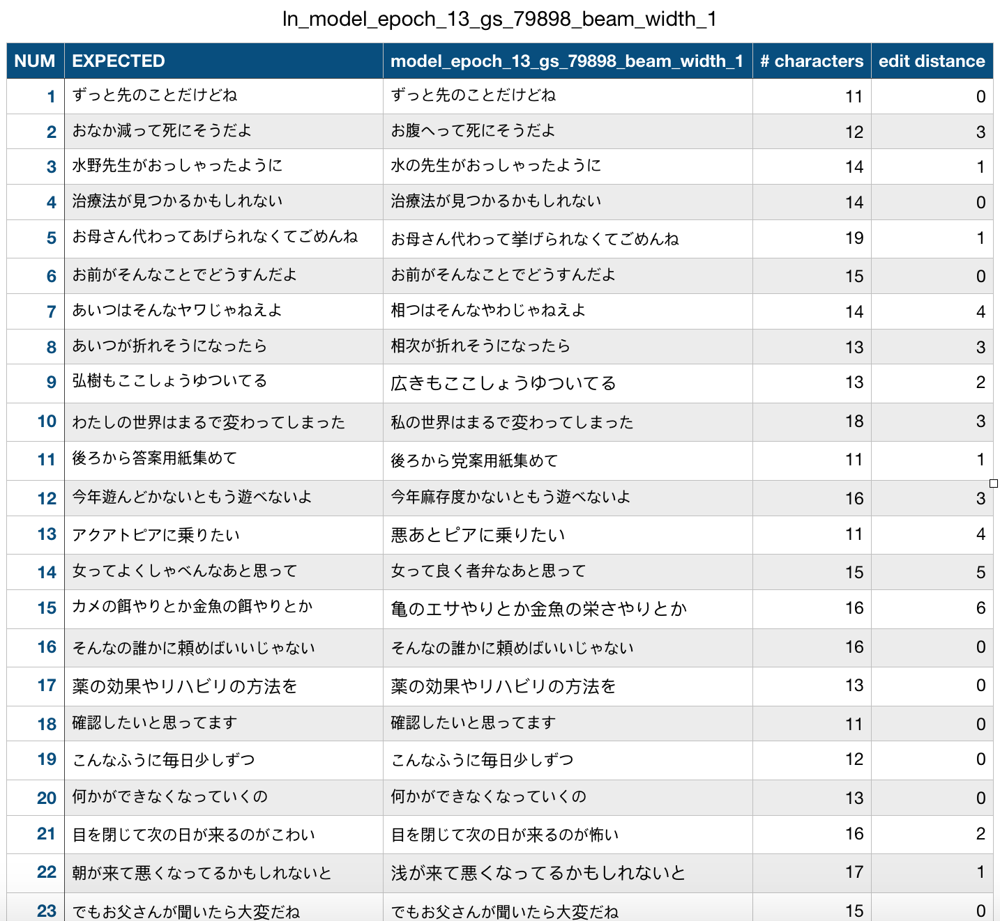 ln_model_epoch_13_gs_79898_beam_width_1
NUM EXPECTED model_epoch_13_gs_79898_beam_width_1 # characters edit distance
1 ずっと先のことだけどね ずっと先のことだけどね 11 0
2 おなか減って死にそうだよ お腹へって死にそうだよ 12 3
3 水野先生がおっしゃったように 水の先生がおっしゃったように 14 1
4 治療法が見つかるかもしれない 治療法が見つかるかもしれない 14 0
5 お母さん代わってあげられなくてごめんね お母さん代わって挙げられなくてごめんね 19 1
6 お前がそんなことでどうすんだよ お前がそんなことでどうすんだよ 15 0
7 あいつはそんなヤワじゃねえよ 相つはそんなやわじゃねえよ 14 4
8 あいつが折れそうになったら 相次が折れそうになったら 13 3
9 弘樹もここしょうゆついてる 広きもここしょうゆついてる 13 2
10 わたしの世界はまるで変わってしまった 私の世界はまるで変わってしまった 18 3
11 後ろから答案用紙集めて 後ろから党案用紙集めて 11 1
12 今年遊んどかないともう遊べないよ 今年麻存度かないともう遊べないよ 16 3
13 アクアトピアに乗りたい 悪あとピアに乗りたい 11 4
14 女ってよくしゃべんなあと思って 女って良く者弁なあと思って 15 5
15 カメの餌やりとか金魚の餌やりとか 亀のエサやりとか金魚の栄さやりとか 16 6
16 そんなの誰かに頼めばいいじゃない そんなの誰かに頼めばいいじゃない 16 0
17 薬の効果やリハビリの方法を 薬の効果やリハビリの方法を 13 0
18 確認したいと思ってます 確認したいと思ってます 11 0
19 こんなふうに毎日少しずつ こんなふうに毎日少しずつ 12 0
20 何かができなくなっていくの 何かができなくなっていくの 13 0
21 目を閉じて次の日が来るのがこわい 目を閉じて次の日が来るのが怖い 16 2
22 朝が来て悪くなってるかもしれないと 浅が来て悪くなってるかもしれないと 17 1
23 でもお父さんが聞いたら大変だね でもお父さんが聞いたら大変だね 15 0